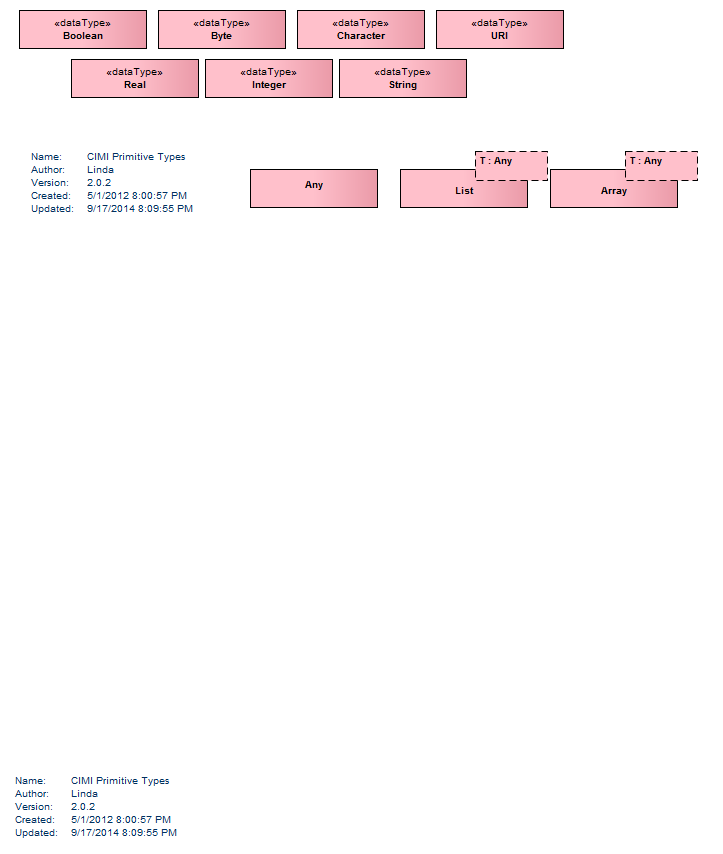 «dataType» «dataType» «dataType» «dataType»
Boolean Byte Character URI
«dataType» «dataType» «dataType»
Real Integer String
Name: CIMI Primitive Types
Author: Linda
Version: 2.0.2
Created: 5/1/2012 8:00:57 PM
Updated: 9/17/2014 8:09:55 PM
T : Any T : Any
Any List Array
Name: CIMI Primitive Types
Author: Linda
Version: 2.0.2
Created: 5/1/2012 8:00:57 PM
Updated: 9/17/2014 8:09:55 PM